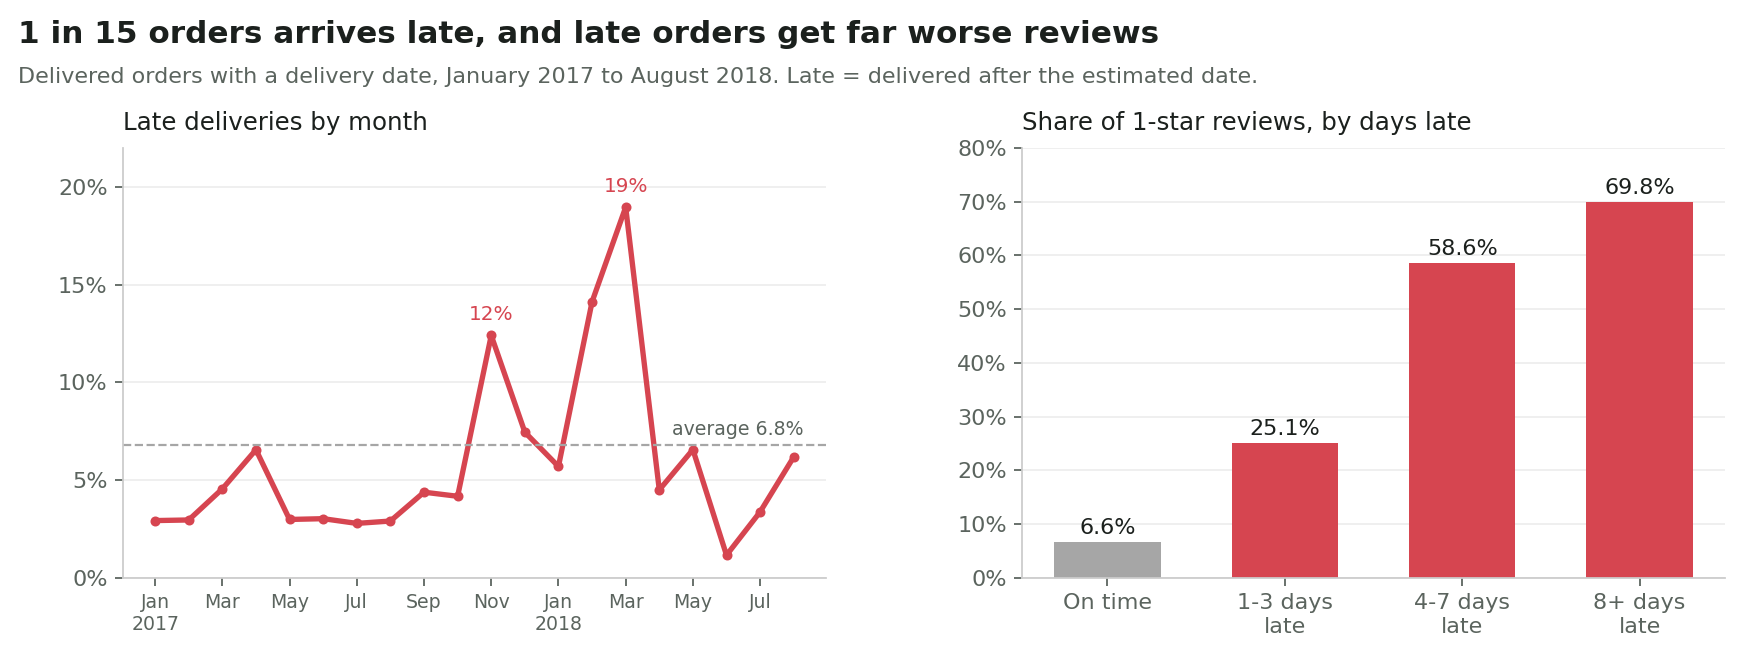 1 in 15 orders arrives late, and late orders get far worse reviews
Delivered orders with a delivery date, January 2017 to August 2018. Late = delivered after the estimated date.
Late deliveries by month
20%
15%
10%
5%
0%
19%
12%
average 6.8%
Jan Mar May Jul Sep Nov Jan Mar May Jul
2017 2018
Share of 1-star reviews, by days late
80%
70%
60%
50%
40%
30%
20%
10%
0%
6.6%
25.1%
58.6%
69.8%
On time 1-3 days 4-7 days 8+ days
late late late